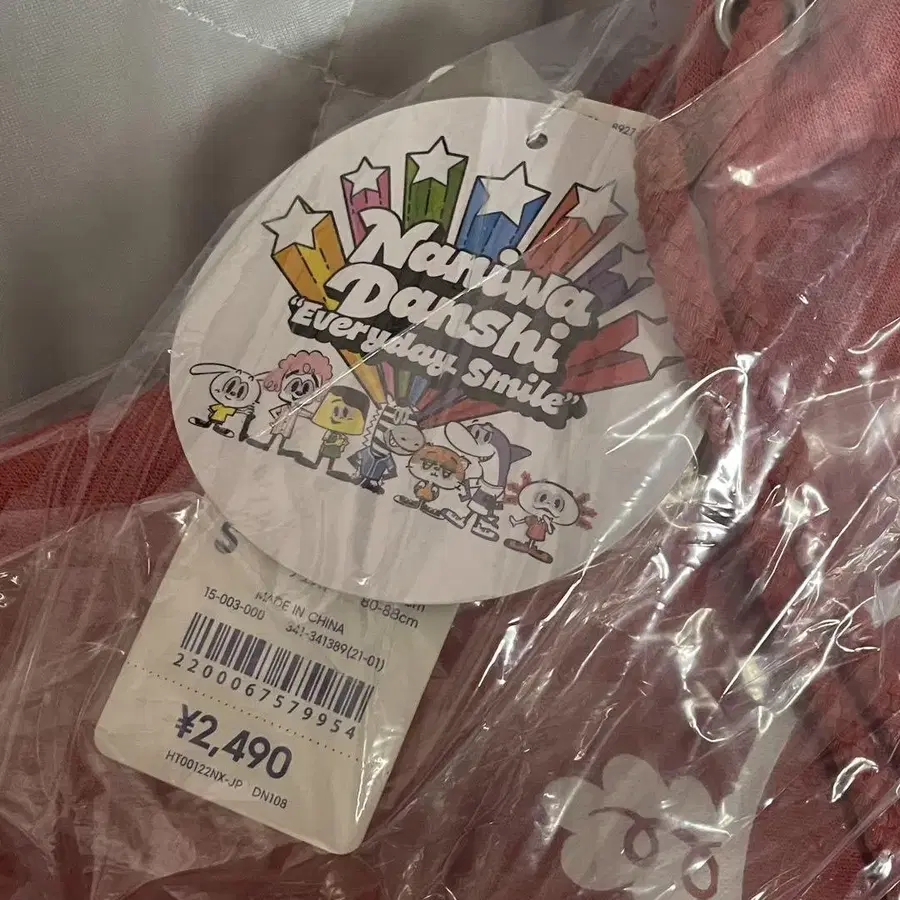 8927
Naniwa
Danshi
"Everyday Smile"
S
80-88cm
MADE IN CHINA
15-003-000 341-341389(21-01)
2200067579954
¥2,490
HT00122NX-JP DN108